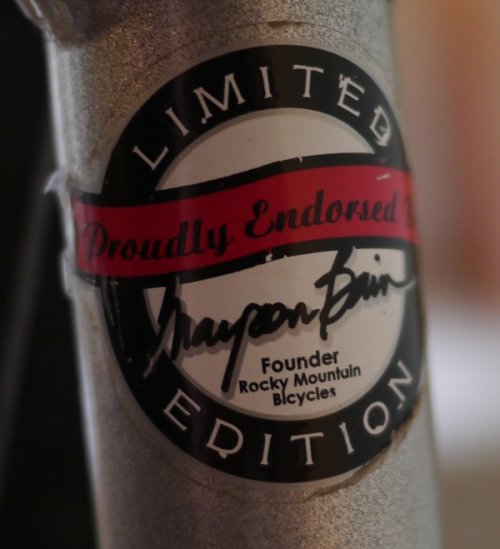 LIMITED
Proudly Endorsed
Grayson Bain
Founder
Rocky Mountain
Bicycles
EDITION